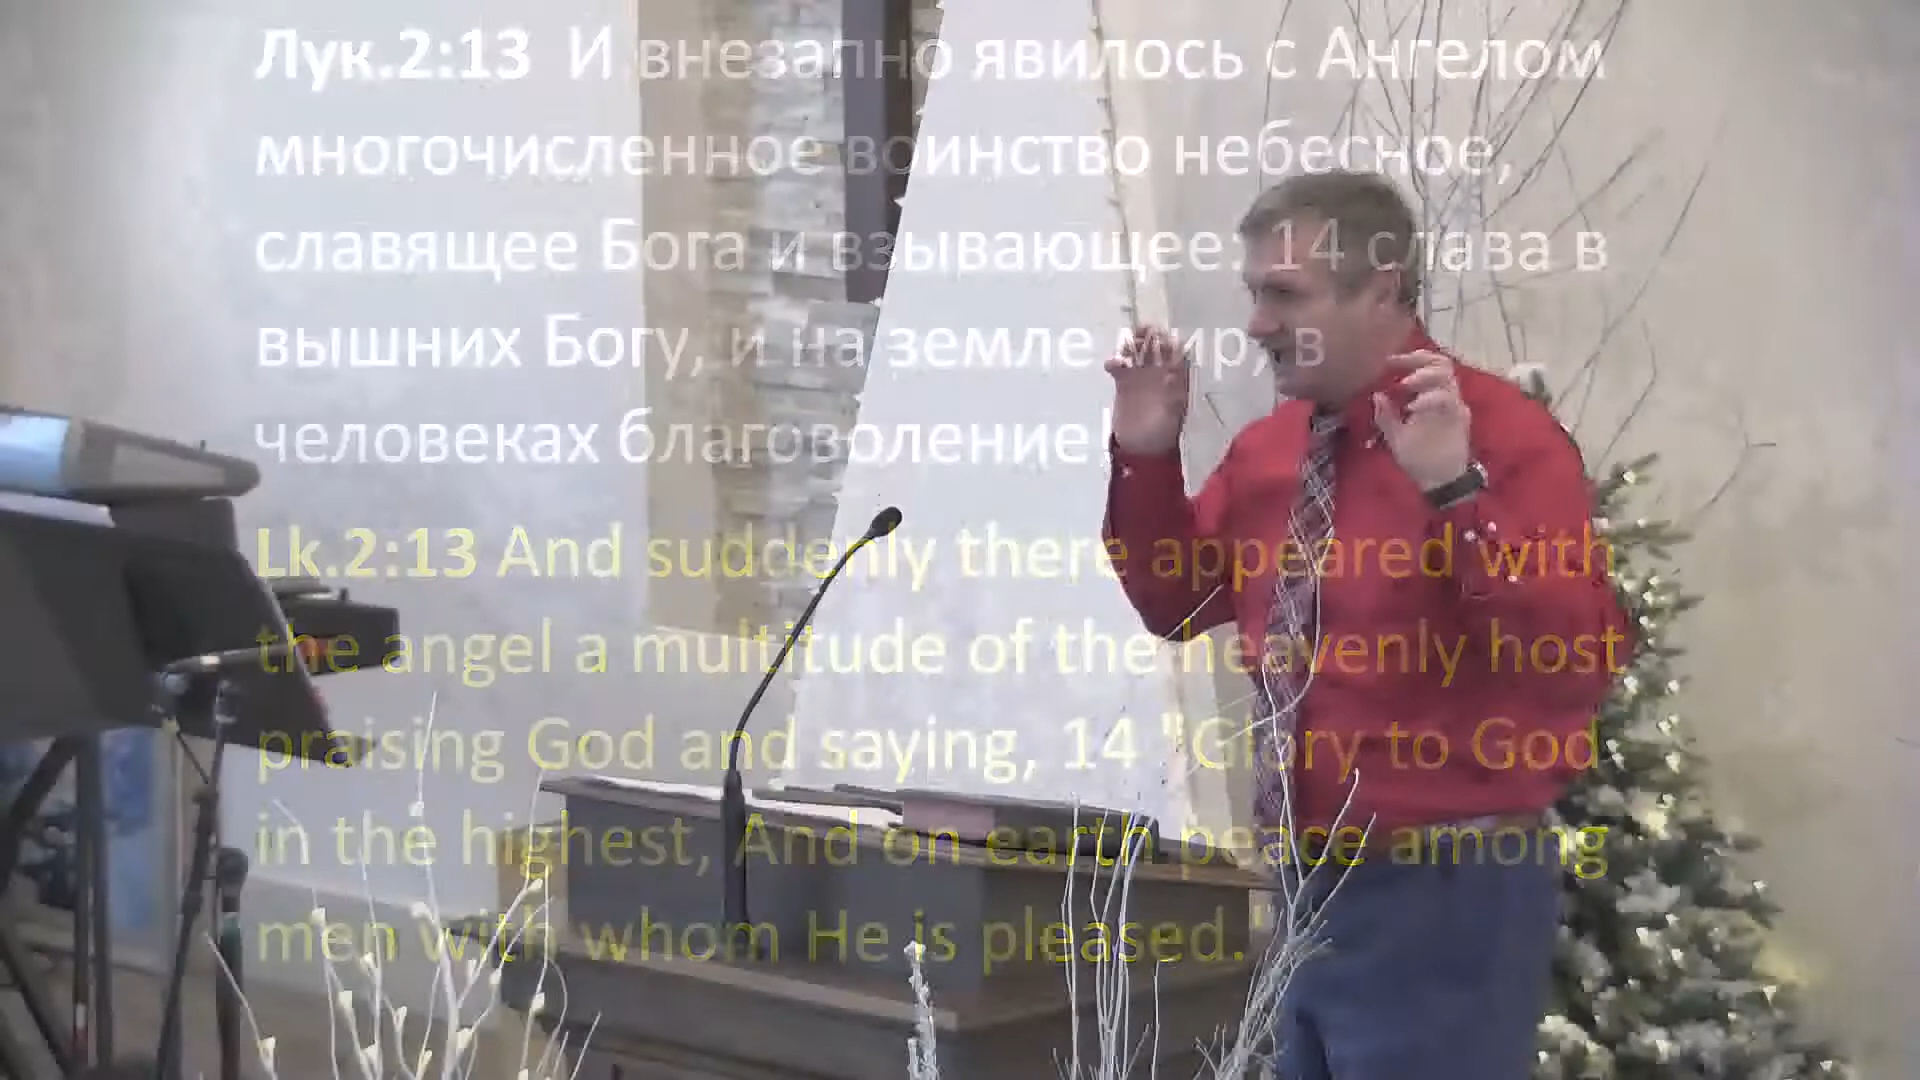 Лук.2:13 И внезапно явилось с Ангелом
многочисленное воинство небесное,
славящее Бога и взывающее: 14 слава в
вышних Богу, и на земле мир, в
человеках благоволение!
Lk.2:13 And suddenly there appeared with
the angel a multitude of the heavenly host
praising God and saying, 14 "Glory to God
in the highest, And on earth peace among
men with whom He is pleased."